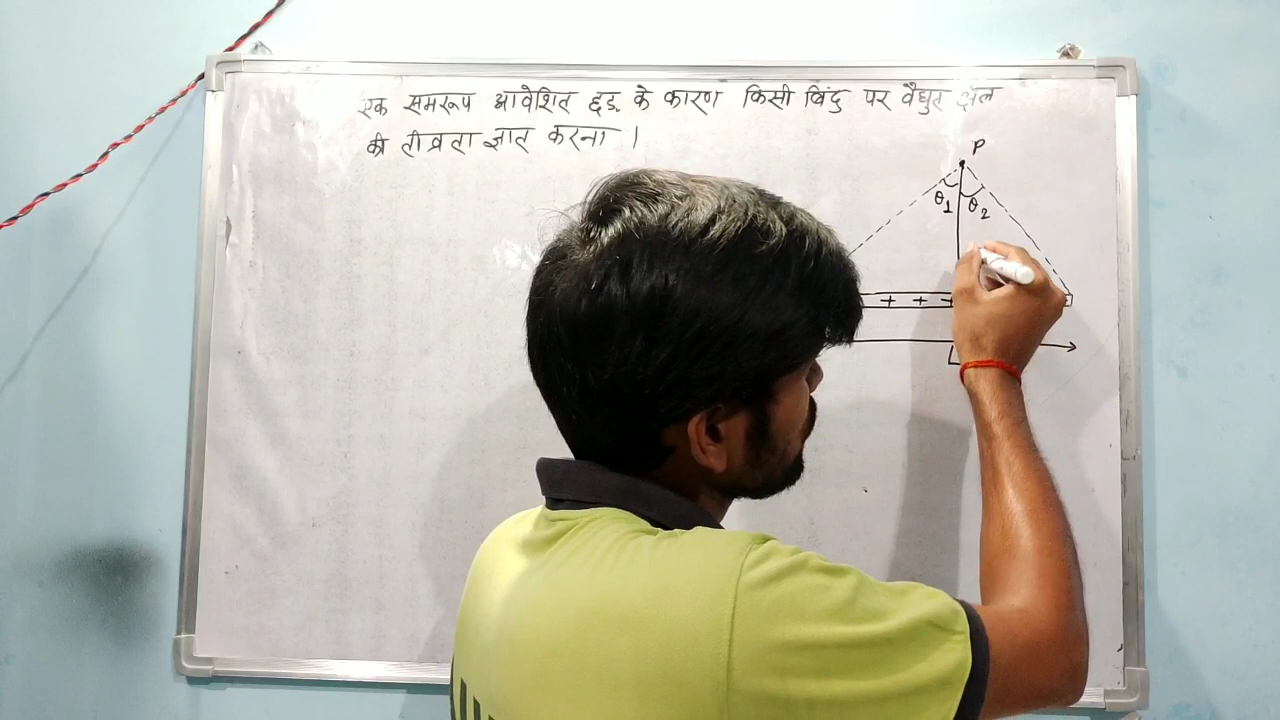 एक समरूप आवेशित छड़ के कारण किसी बिंदु पर वैद्युत क्षेत्र
की तीव्रता ज्ञात करना ।
P
θ1 θ2
+ + +
L